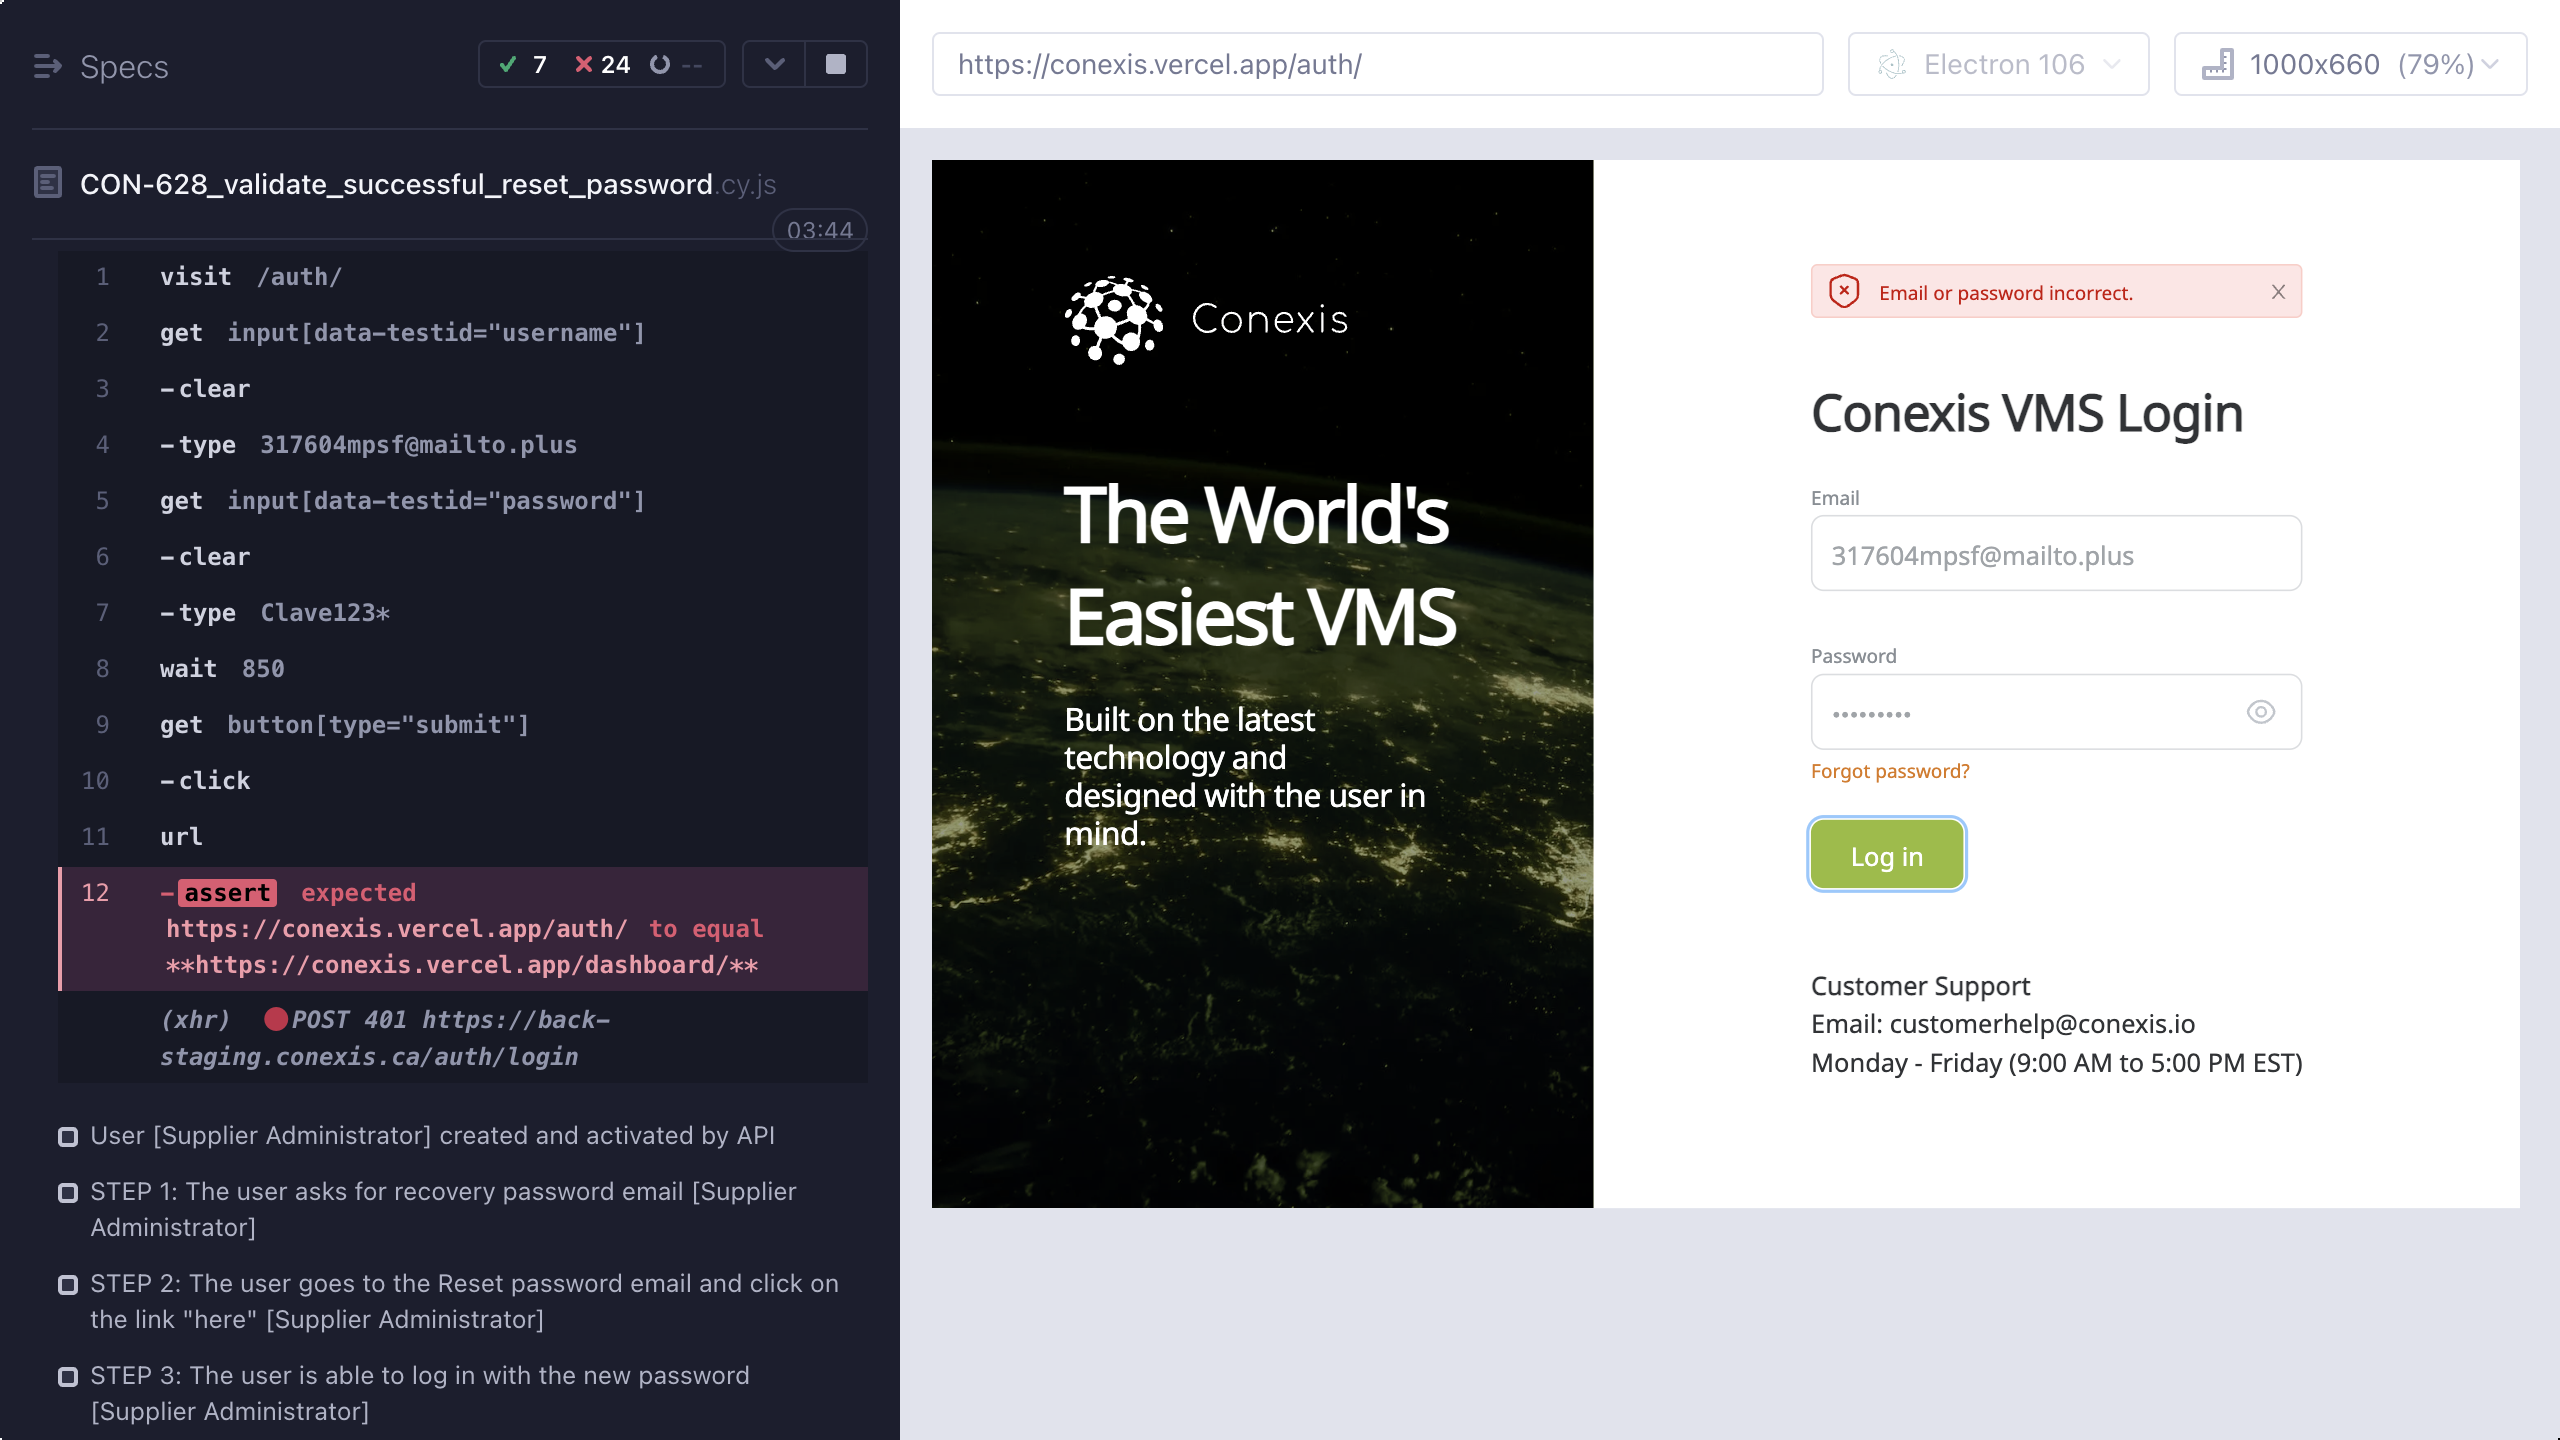 Specs
7 24 --
CON-628_validate_successful_reset_password.cy.js
03:44
1 visit /auth/
2 get input[data-testid="username"]
3 -clear
4 -type 317604mpsf@mailto.plus
5 get input[data-testid="password"]
6 -clear
7 -type Clave123*
8 wait 850
9 get button[type="submit"]
10 -click
11 url
12 -assert expected
https://conexis.vercel.app/auth/ to equal
**https://conexis.vercel.app/dashboard/**
(xhr) POST 401 https://back-
staging.conexis.ca/auth/login
User [Supplier Administrator] created and activated by API
STEP 1: The user asks for recovery password email [Supplier
Administrator]
STEP 2: The user goes to the Reset password email and click on
the link "here" [Supplier Administrator]
STEP 3: The user is able to log in with the new password
[Supplier Administrator]
https://conexis.vercel.app/auth/
Electron 106
1000x660 (79%)
Conexis
The World's
Easiest VMS
Built on the latest
technology and
designed with the user in
mind.
Email or password incorrect.
Conexis VMS Login
Email
317604mpsf@mailto.plus
Password
•••••••••
Forgot password?
Log in
Customer Support
Email: customerhelp@conexis.io
Monday - Friday (9:00 AM to 5:00 PM EST)